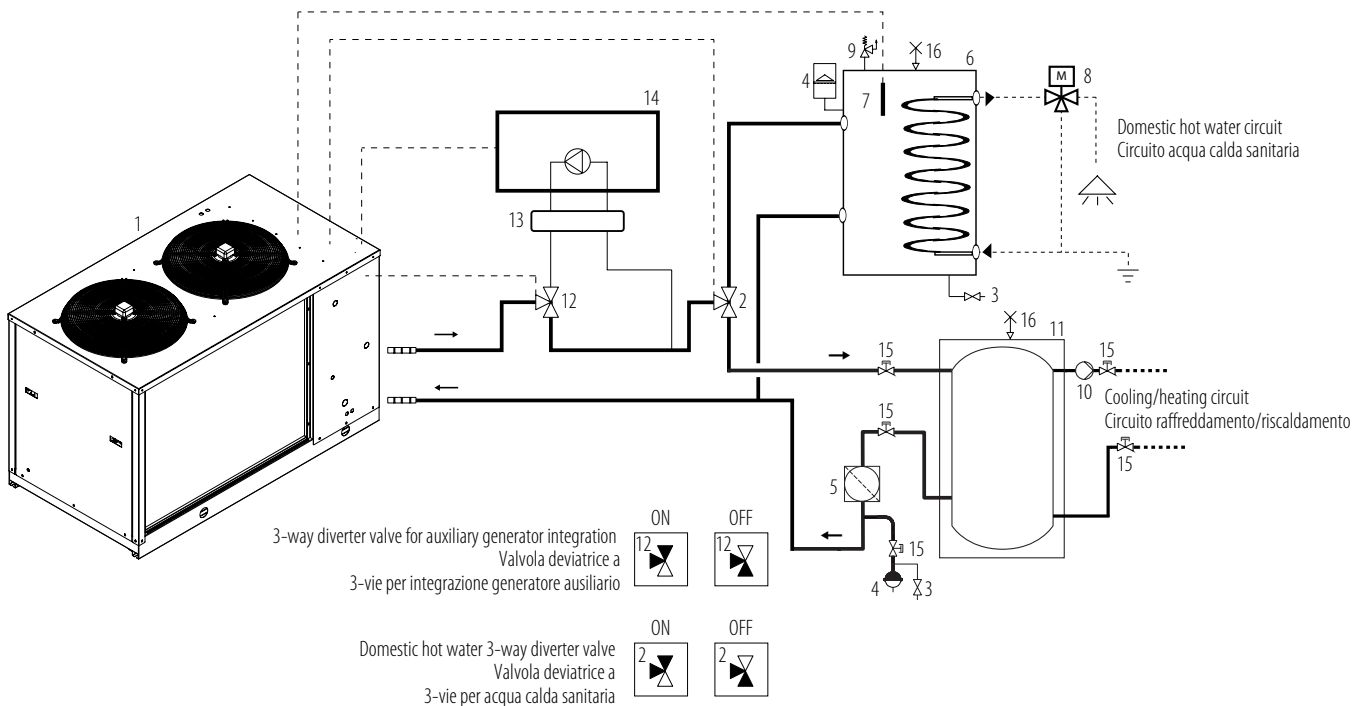 9
16
6
M
8
4
7
14
Domestic hot water circuit
Circuito acqua calda sanitaria
1
13
12
2
3
16
11
15
15
10
Cooling/heating circuit
Circuito raffreddamento/riscaldamento
15
15
5
15
4
3
ON
OFF
3-way diverter valve for auxiliary generator integration
Valvola deviatrice a
3-vie per integrazione generatore ausiliario
12
12
ON
OFF
Domestic hot water 3-way diverter valve
Valvola deviatrice a
3-vie per acqua calda sanitaria
2
2